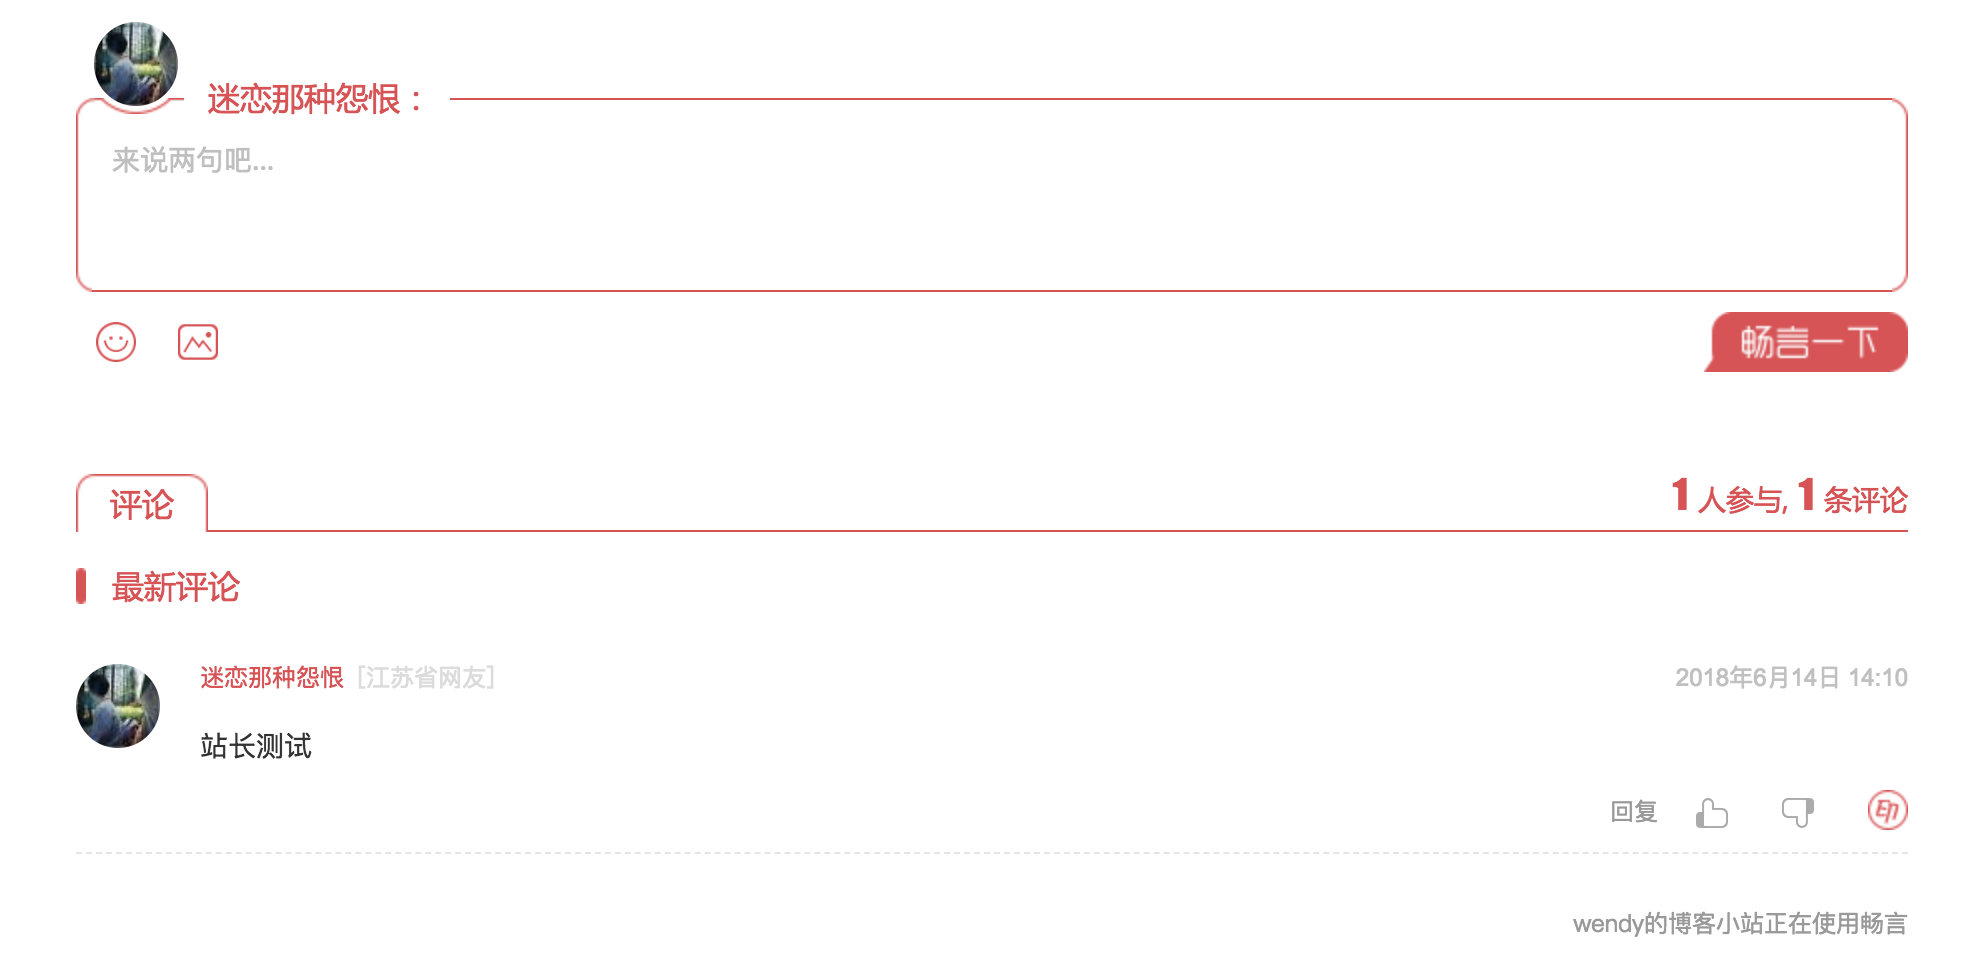 迷恋那种怨恨：
来说两句吧...
畅言一下
评论
1人参与, 1条评论
最新评论
迷恋那种怨恨 [江苏省网友]
2018年6月14日 14:10
站长测试
回复
印
wendy的博客小站正在使用畅言